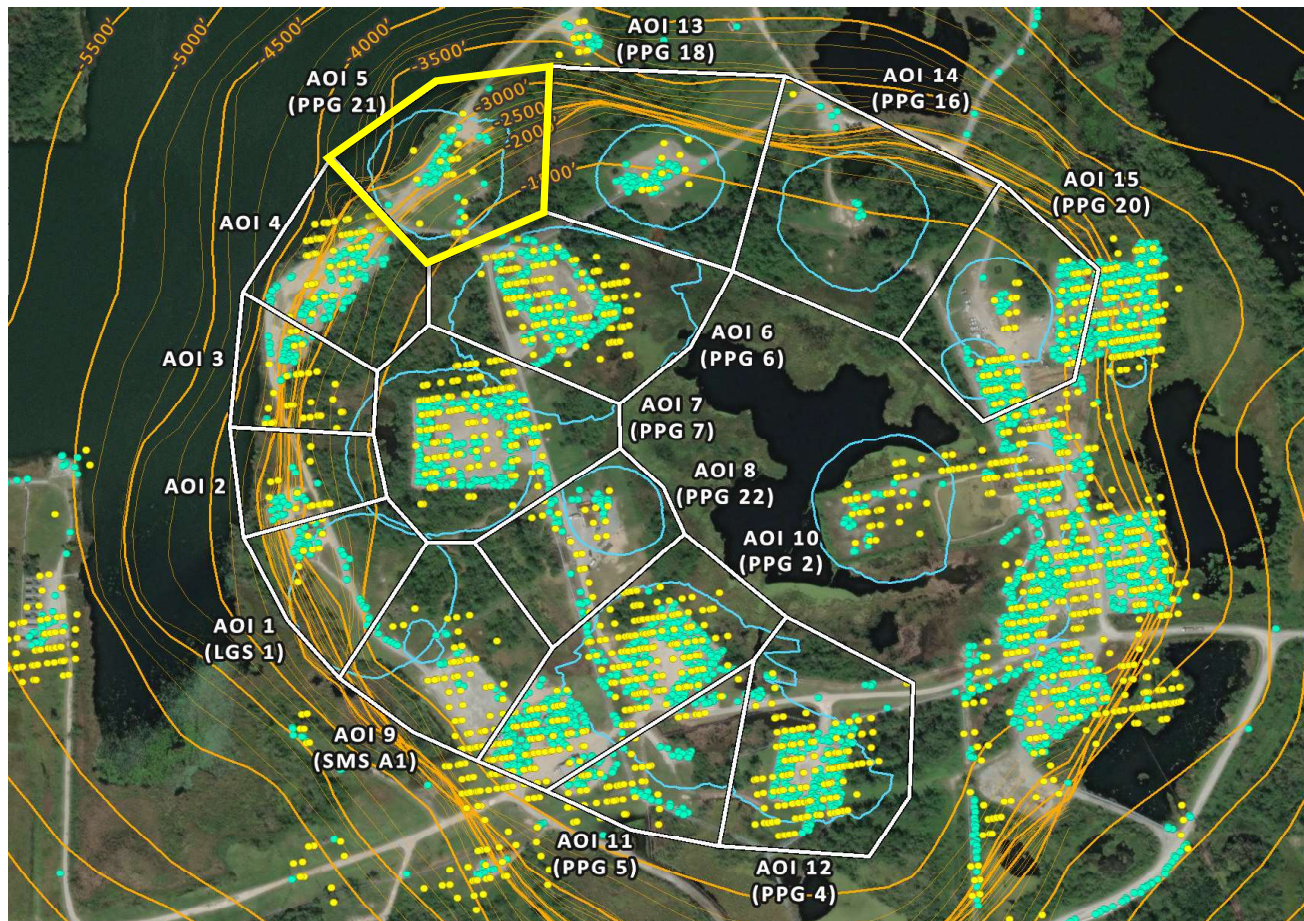 -5500'
-5000'
-4500'
-4000'
-3500'
-3000'
-2500'
-2000'
AOI 13
(PPG 18)
AOI 5
(PPG 21)
AOI 14
(PPG 16)
AOI 15
(PPG 20)
AOI 4
AOI 3
AOI 6
(PPG 6)
AOI 7
(PPG 7)
AOI 2
AOI 8
(PPG 22)
AOI 10
(PPG 2)
AOI 1
(LGS 1)
AOI 9
(SMS A1)
AOI 11
(PPG 5)
AOI 12
(PPG 4)